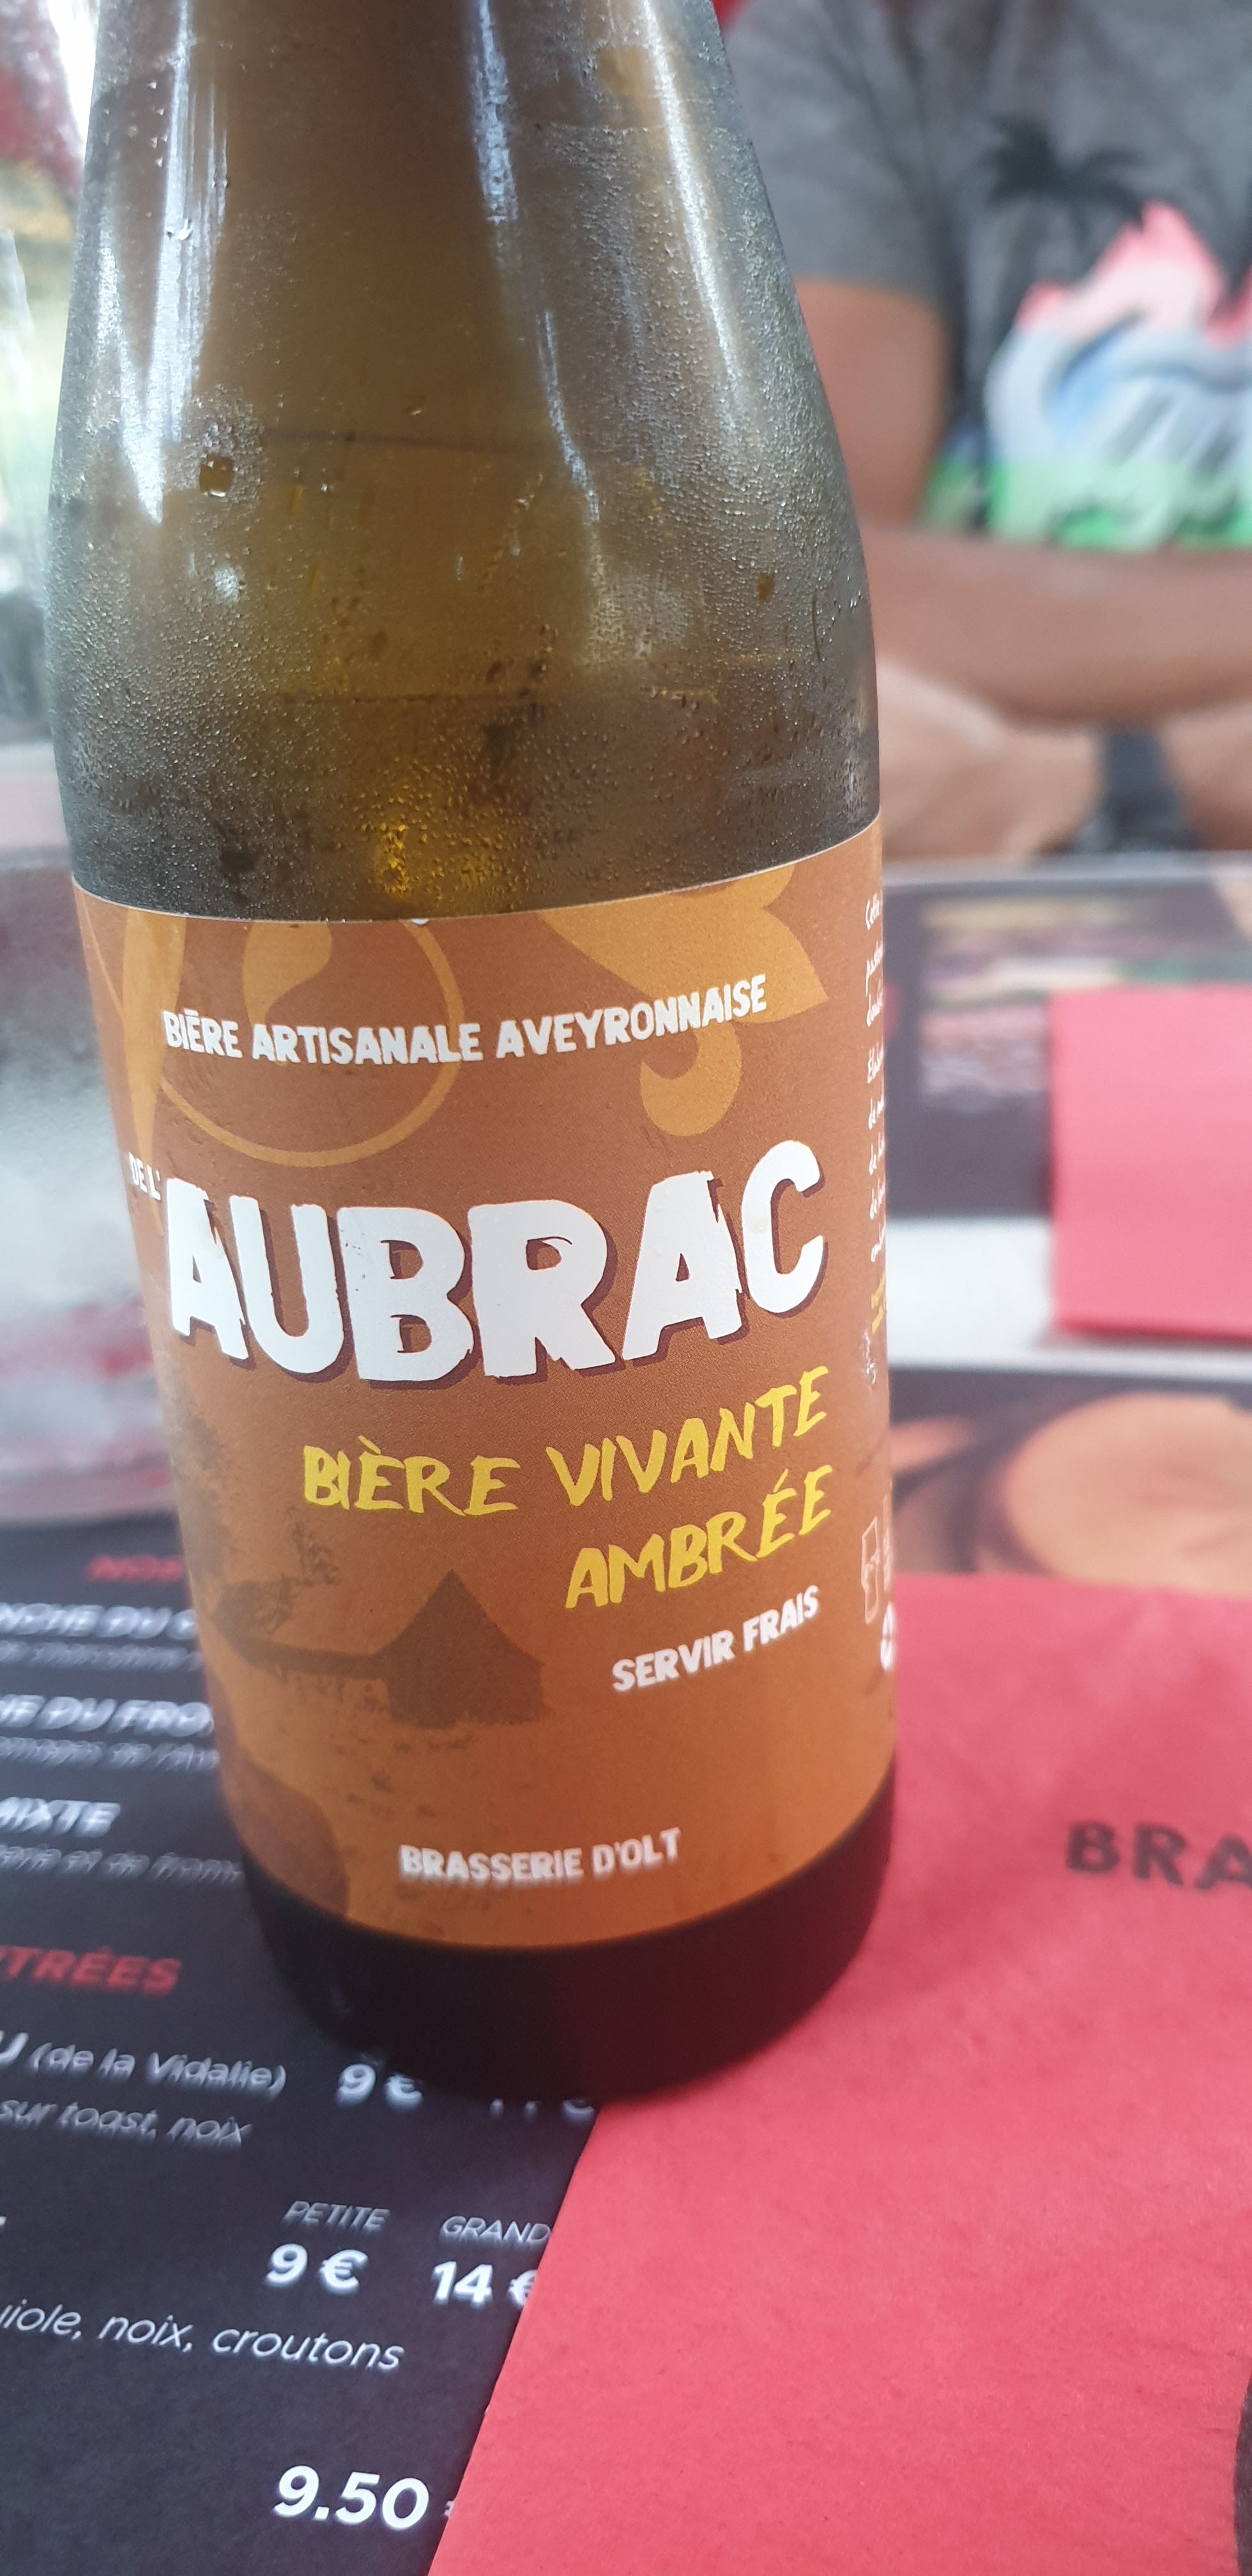 BIÈRE ARTISANALE AVEYRONNAISE
DE L'
AUBRAC
BIÈRE VIVANTE
AMBRÉE
SERVIR FRAIS
BRASSERIE D'OLT
BRA
MIXTE
(de la Vidalie) 9 €
sur toast, noix
PETITE GRAND
9 € 14 €
noix, croutons
9.50